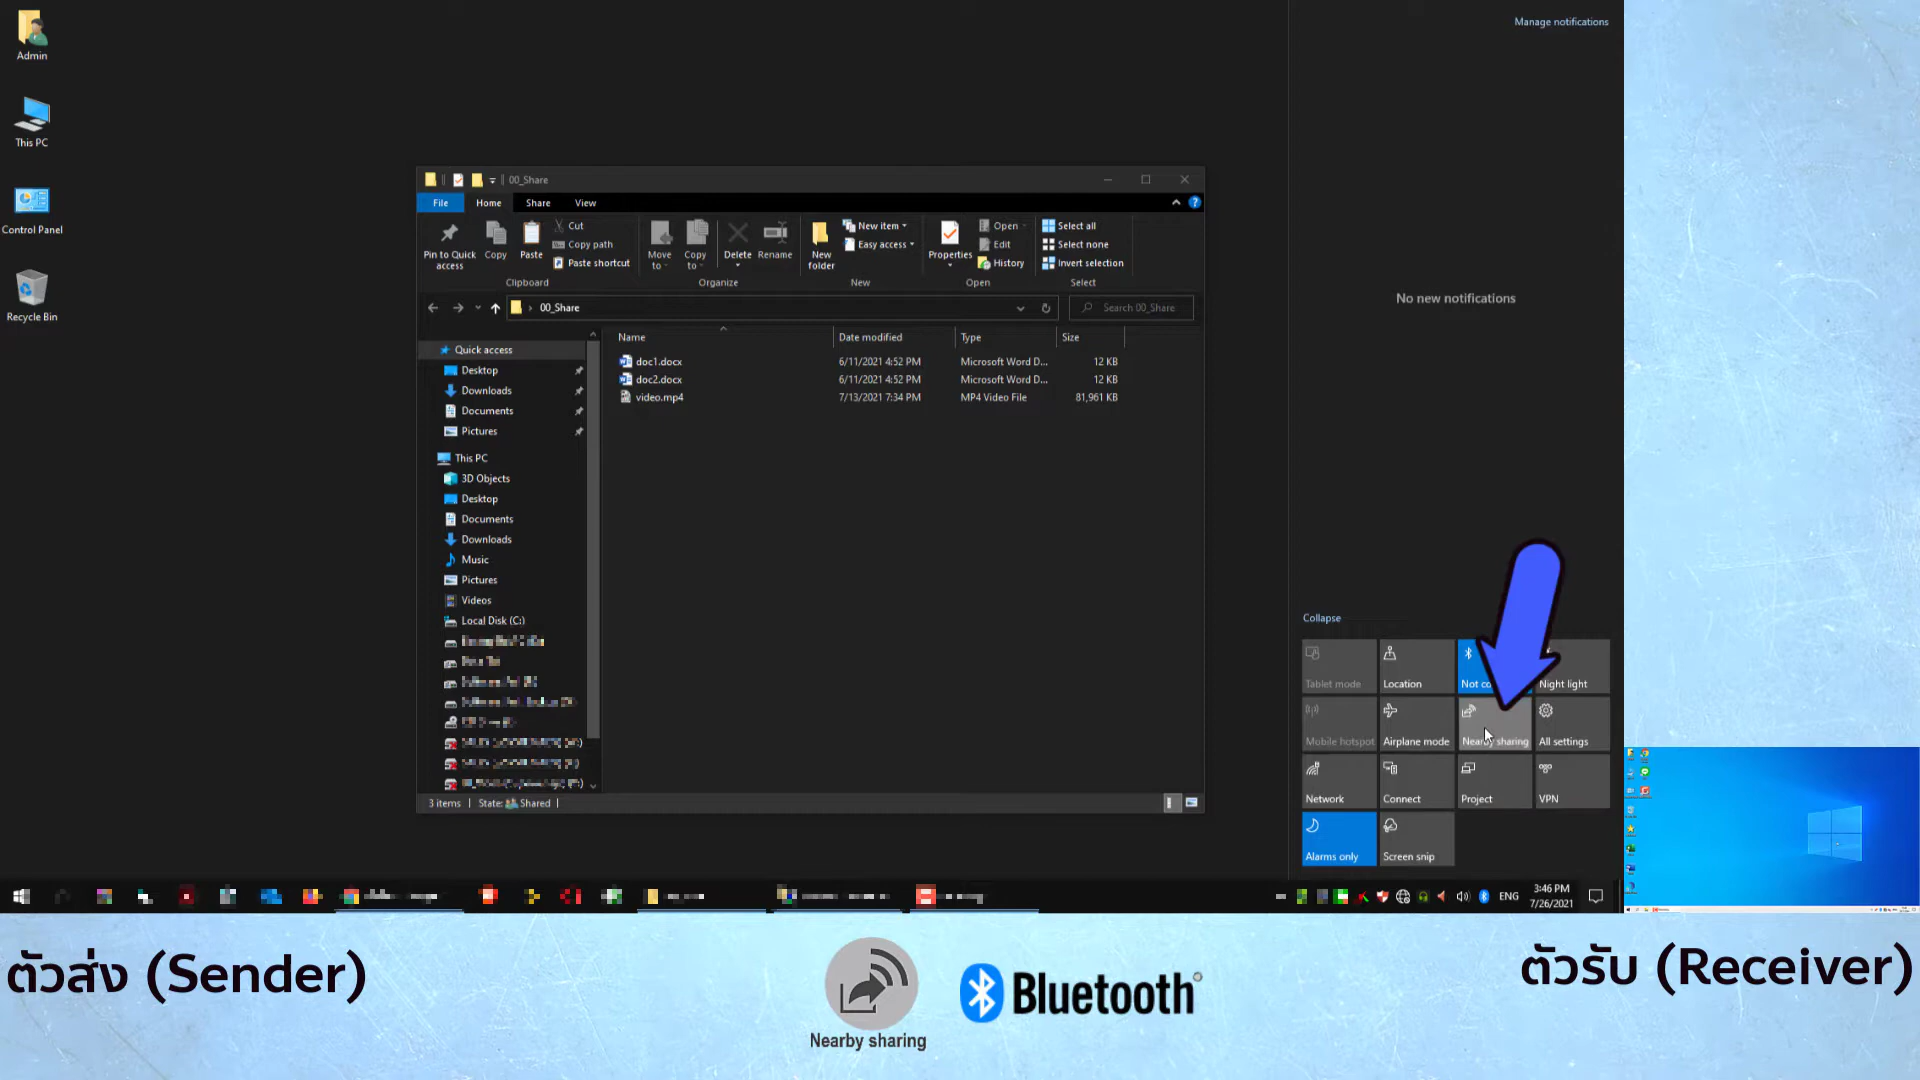 Admin
This PC
Control Panel
Recycle Bin
00_Share
File
Home
Share
View
Pin to Quick access
Copy
Paste
Cut
Copy path
Paste shortcut
Clipboard
Move to
Copy to
Delete
Rename
Organize
New folder
New item
Easy access
New
Properties
Open
Edit
History
Open
Select all
Select none
Invert selection
Select
00_Share
Search 00_Share
Name
Date modified
Type
Size
doc1.docx 6/11/2021 4:52 PM Microsoft Word D... 12 KB
doc2.docx 6/11/2021 4:52 PM Microsoft Word D... 12 KB
video.mp4 7/13/2021 7:34 PM MP4 Video File 81,961 KB
Quick access
Desktop
Downloads
Documents
Pictures
This PC
3D Objects
Desktop
Documents
Downloads
Music
Pictures
Videos
Local Disk (C:)
3 items
State: Shared
Manage notifications
No new notifications
Collapse
Tablet mode
Location
Not co
Night light
Mobile hotspot
Airplane mode
Nearby sharing
All settings
Network
Connect
Project
VPN
Alarms only
Screen snip
ENG
3:46 PM
7/26/2021
ตัวส่ง (Sender)
Nearby sharing
Bluetooth
ตัวรับ (Receiver)